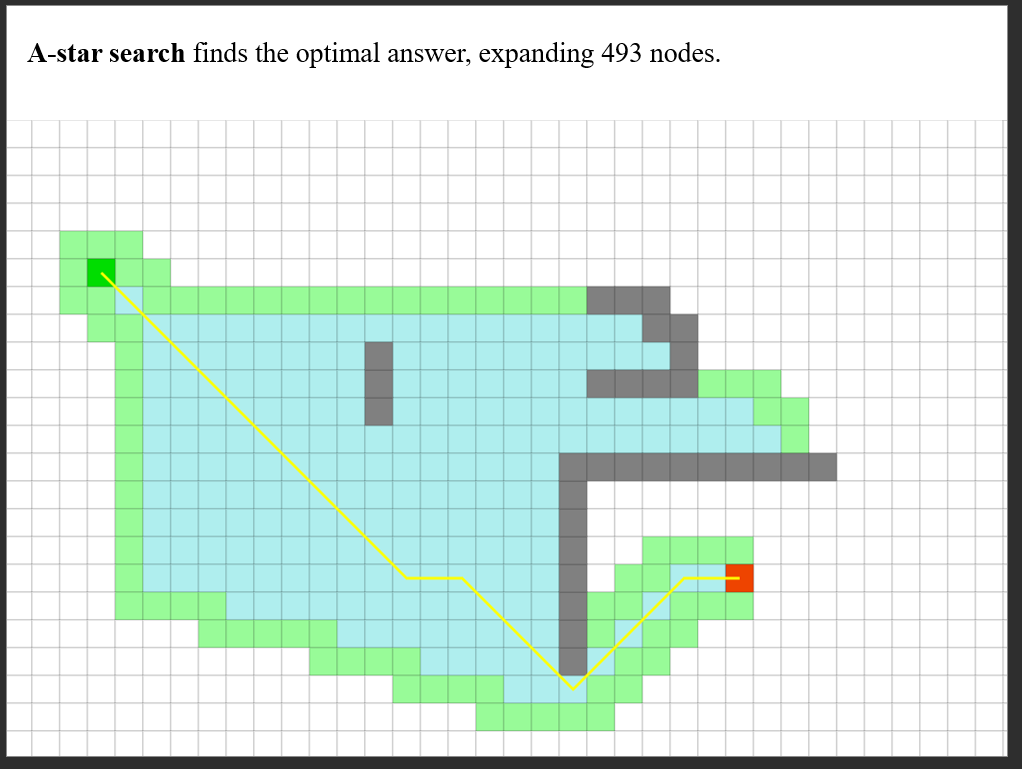 A-star search finds the optimal answer, expanding 493 nodes.